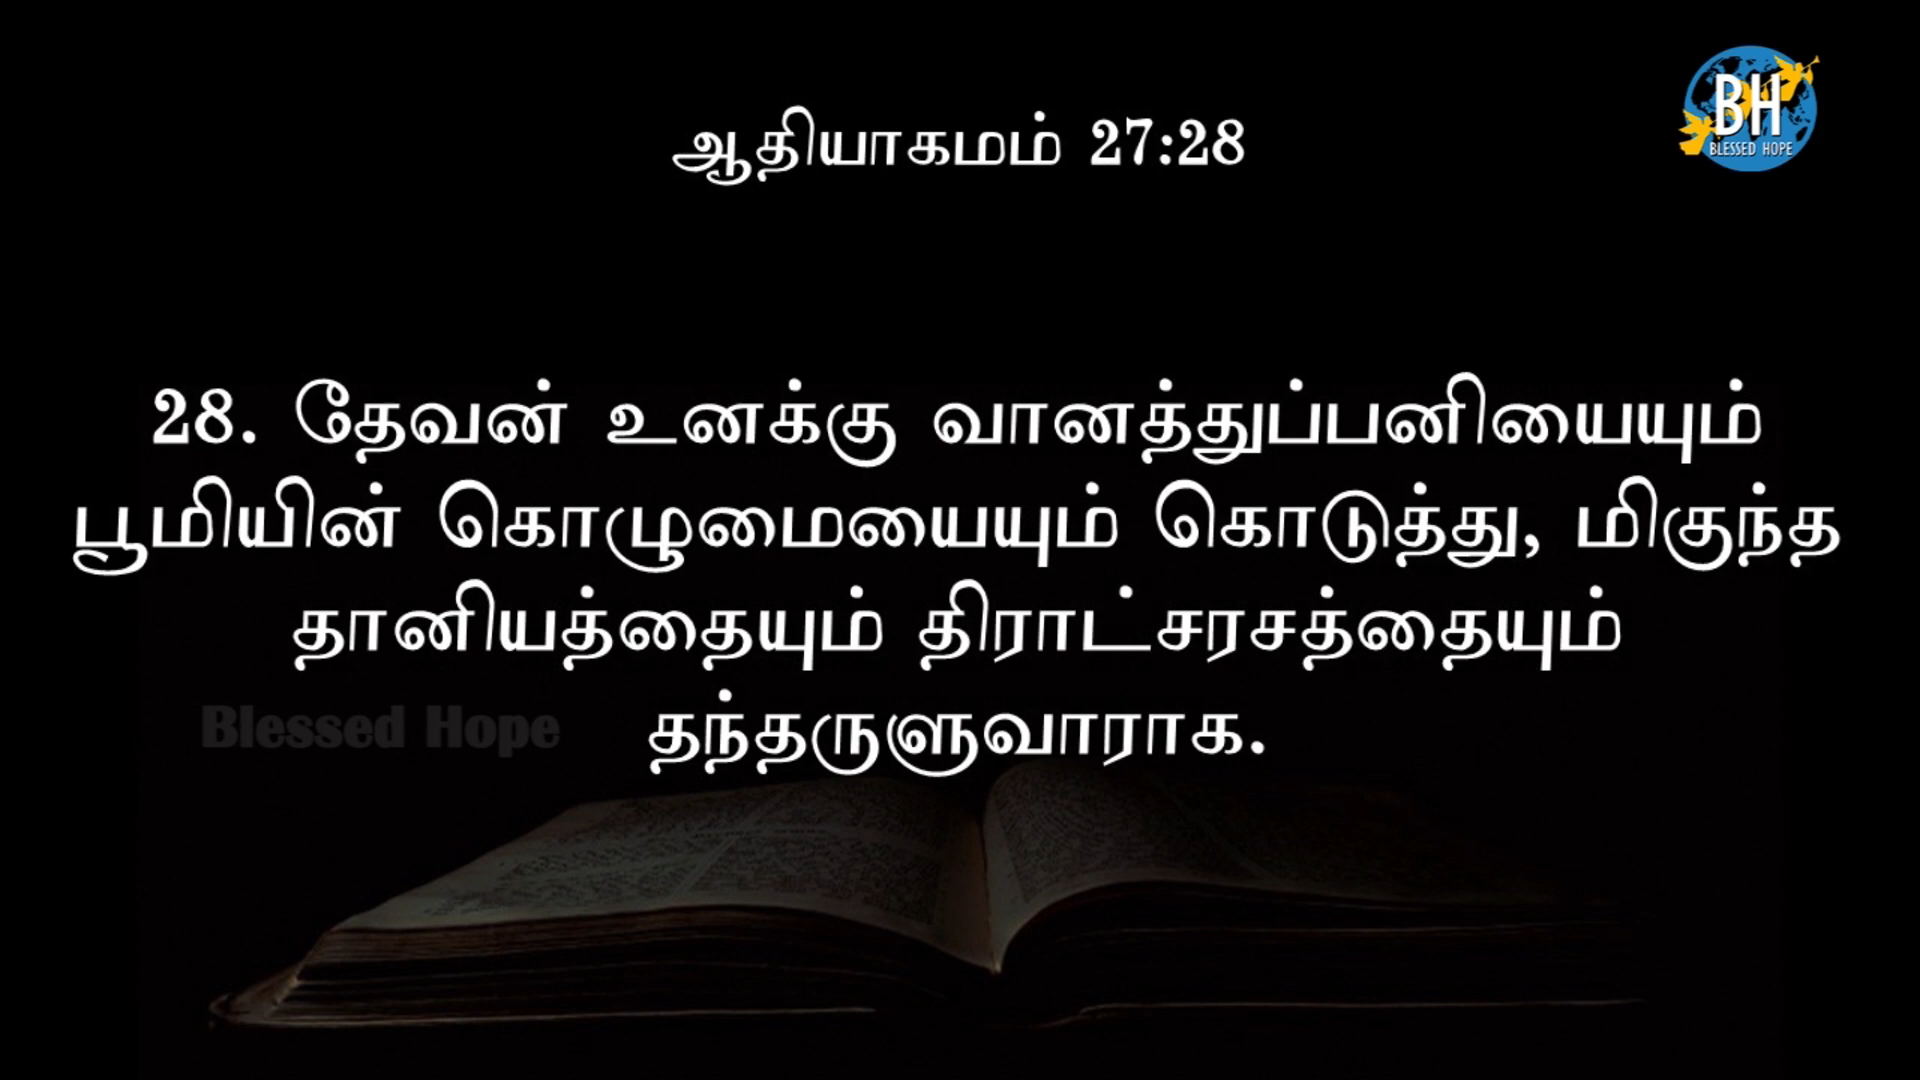 ஆதியாகமம் 27:28
BH
BLESSED HOPE
28. தேவன் உனக்கு வானத்துப்பனியையும்
பூமியின் கொழுமையையும் கொடுத்து, மிகுந்த
தானியத்தையும் திராட்சரசத்தையும்
தந்தருளுவாராக.
Blessed Hope